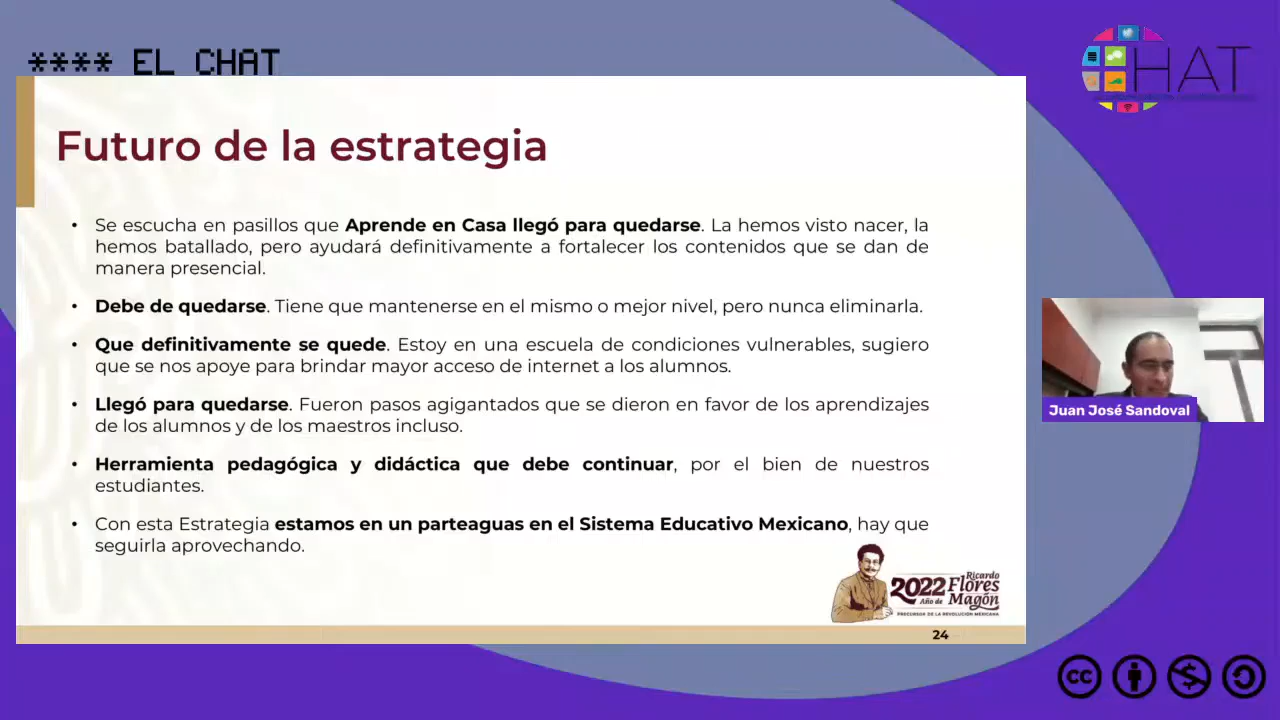 **** EL CHAT
HAT
Futuro de la estrategia
• Se escucha en pasillos que Aprende en Casa llegó para quedarse. La hemos visto nacer, la
hemos batallado, pero ayudará definitivamente a fortalecer los contenidos que se dan de
manera presencial.
• Debe de quedarse. Tiene que mantenerse en el mismo o mejor nivel, pero nunca eliminarla.
• Que definitivamente se quede. Estoy en una escuela de condiciones vulnerables, sugiero
que se nos apoye para brindar mayor acceso de internet a los alumnos.
• Llegó para quedarse. Fueron pasos agigantados que se dieron en favor de los aprendizajes
de los alumnos y de los maestros incluso.
• Herramienta pedagógica y didáctica que debe continuar, por el bien de nuestros
estudiantes.
• Con esta Estrategia estamos en un parteaguas en el Sistema Educativo Mexicano, hay que
seguirla aprovechando.
Juan José Sandoval
2022 Ricardo
Flores
Año de Magón
PRECURSOR DE LA REVOLUCIÓN MEXICANA
24
cc